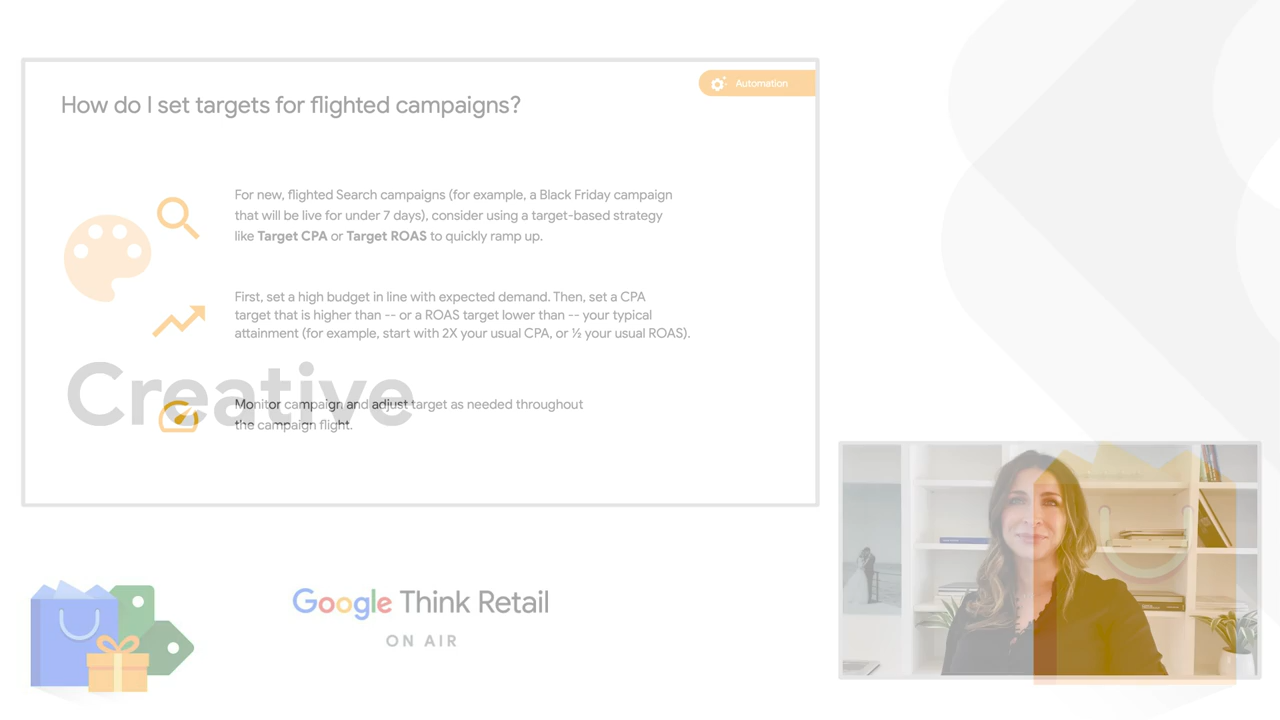 Automation
How do I set targets for flighted campaigns?
For new, flighted Search campaigns (for example, a Black Friday campaign
that will be live for under 7 days), consider using a target-based strategy
like Target CPA or Target ROAS to quickly ramp up.
First, set a high budget in line with expected demand. Then, set a CPA
target that is higher than -- or a ROAS target lower than -- your typical
attainment (for example, start with 2X your usual CPA, or ½ your usual ROAS).
Creative
Monitor campaign and adjust target as needed throughout
the campaign flight.
Google Think Retail
ON AIR